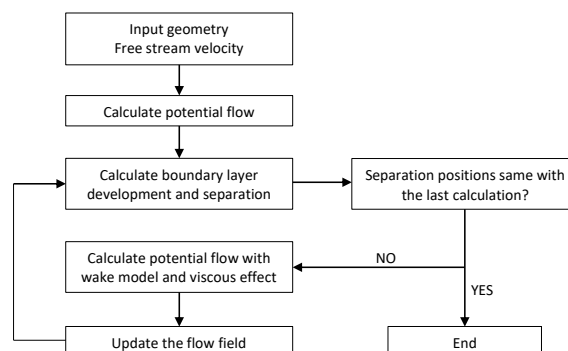 Input geometry
Free stream velocity
Calculate potential flow
Calculate boundary layer
development and separation
Separation positions same with
the last calculation?
Calculate potential flow with
wake model and viscous effect
NO
YES
Update the flow field
End